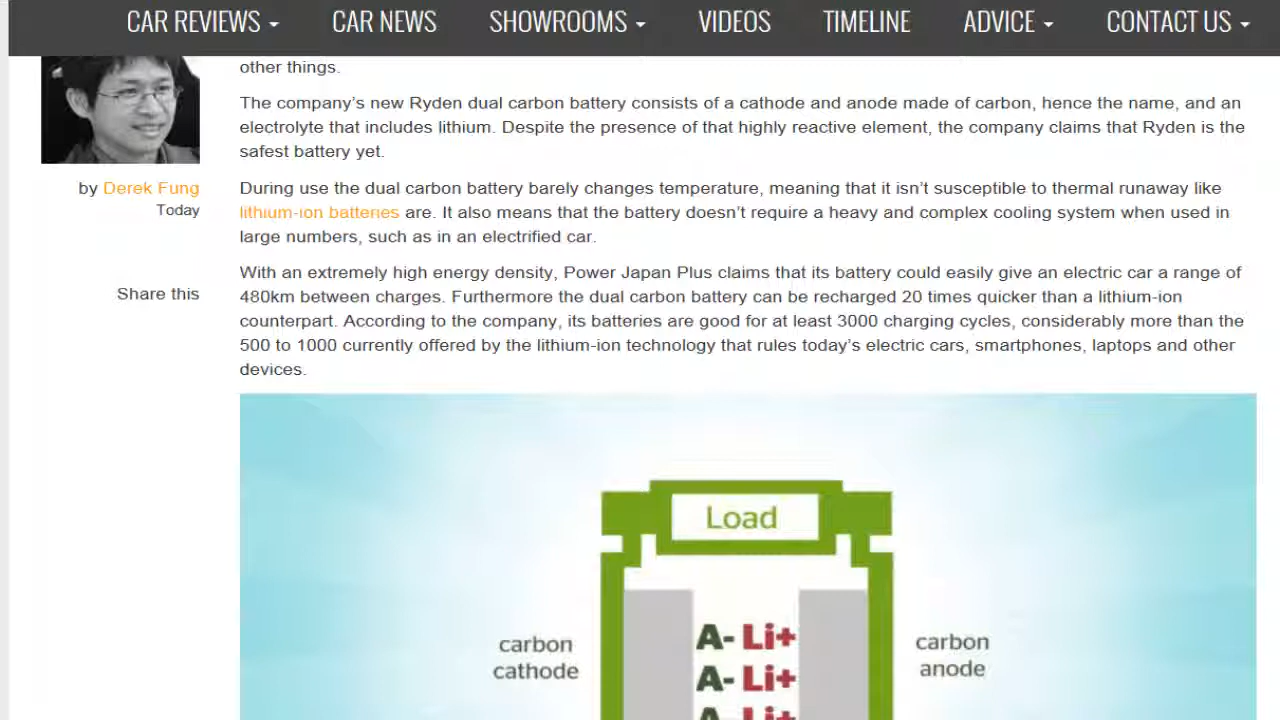 CAR REVIEWS CAR NEWS SHOWROOMS VIDEOS TIMELINE ADVICE CONTACT US
other things.
The company's new Ryden dual carbon battery consists of a cathode and anode made of carbon, hence the name, and an
electrolyte that includes lithium. Despite the presence of that highly reactive element, the company claims that Ryden is the
safest battery yet.
by Derek Fung
Today
Share this
During use the dual carbon battery barely changes temperature, meaning that it isn't susceptible to thermal runaway like
lithium-ion batteries are. It also means that the battery doesn't require a heavy and complex cooling system when used in
large numbers, such as in an electrified car.
With an extremely high energy density, Power Japan Plus claims that its battery could easily give an electric car a range of
480km between charges. Furthermore the dual carbon battery can be recharged 20 times quicker than a lithium-ion
counterpart. According to the company, its batteries are good for at least 3000 charging cycles, considerably more than the
500 to 1000 currently offered by the lithium-ion technology that rules today's electric cars, smartphones, laptops and other
devices.
Load
carbon
cathode
A- Li+
A- Li+
A- Li+
carbon
anode